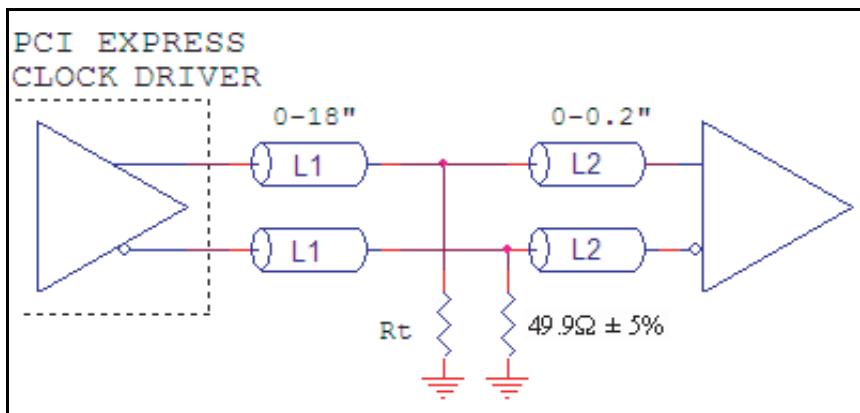 PCI EXPRESS
CLOCK DRIVER
0-18"
0-0.2"
L1
L2
L1
L2
Rt
49.9Ω ± 5%